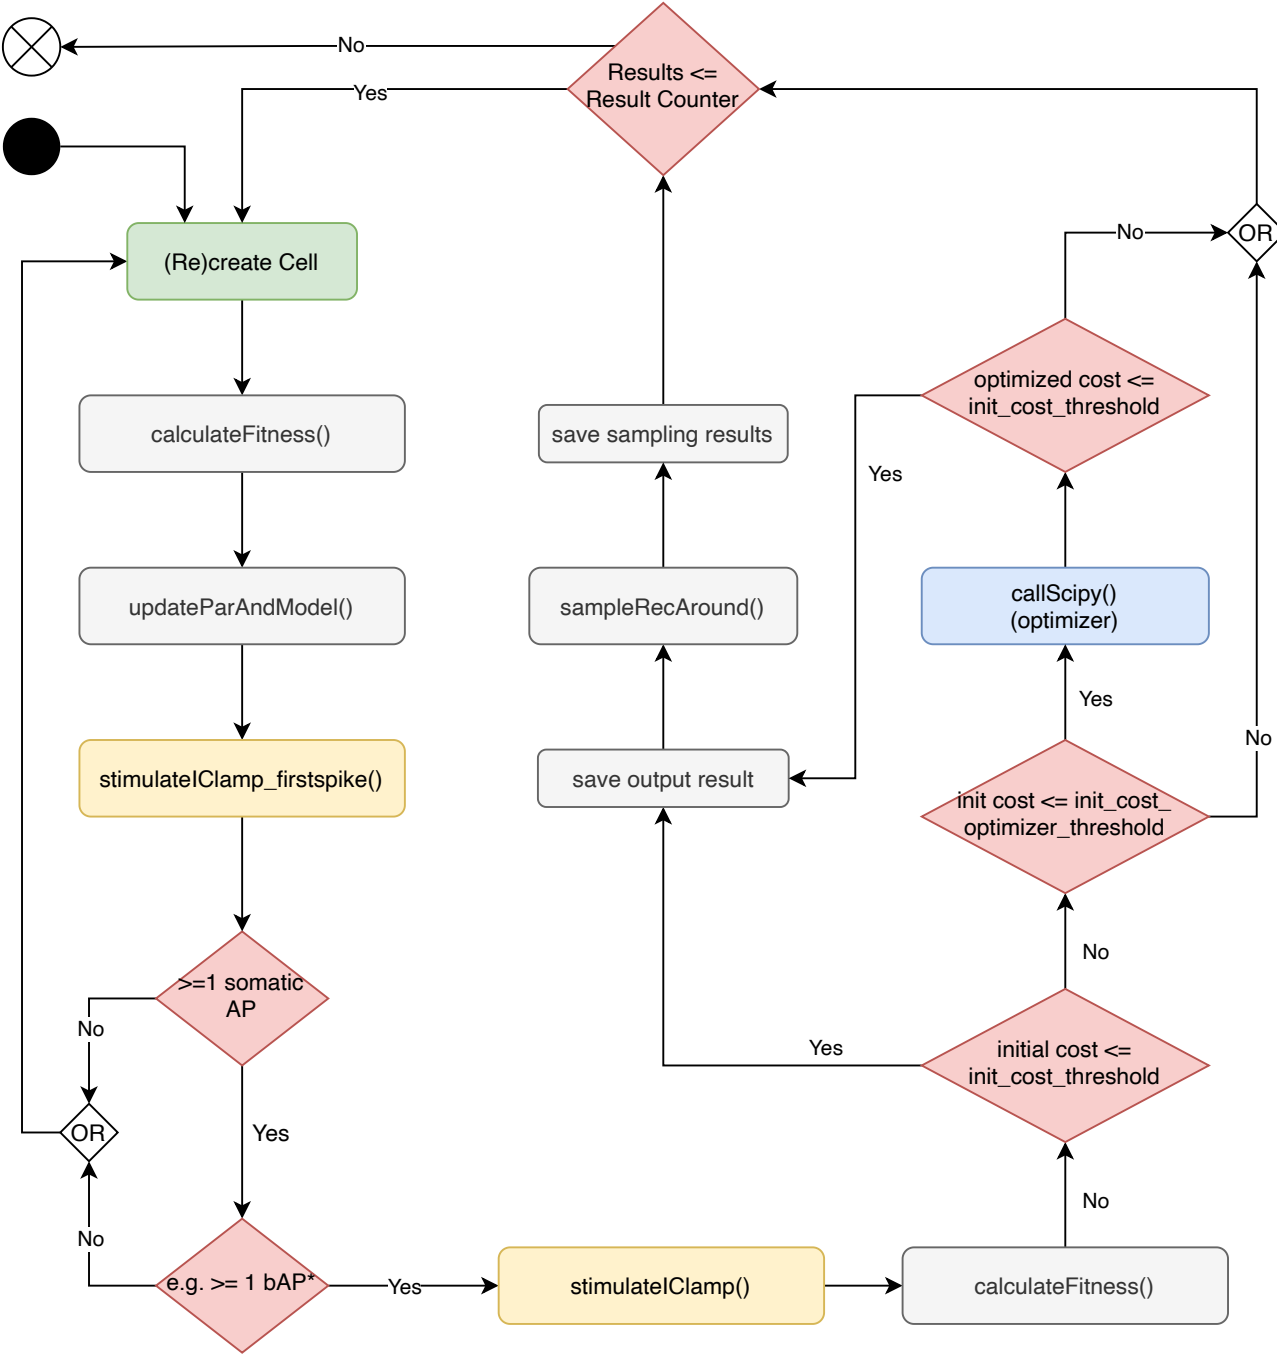 No
Results <=
Result Counter
Yes
(Re)create Cell
No
OR
optimized cost <=
init_cost_threshold
calculateFitness()
save sampling results
Yes
updateParAndModel()
sampleRecAround()
callScipy()
(optimizer)
Yes
No
stimulateIClamp_firstspike()
save output result
init cost <= init_cost_
optimizer_threshold
No
>=1 somatic
AP
No
Yes
initial cost <=
init_cost_threshold
OR
Yes
No
No
e.g. >= 1 bAP*
Yes
stimulateIClamp()
calculateFitness()